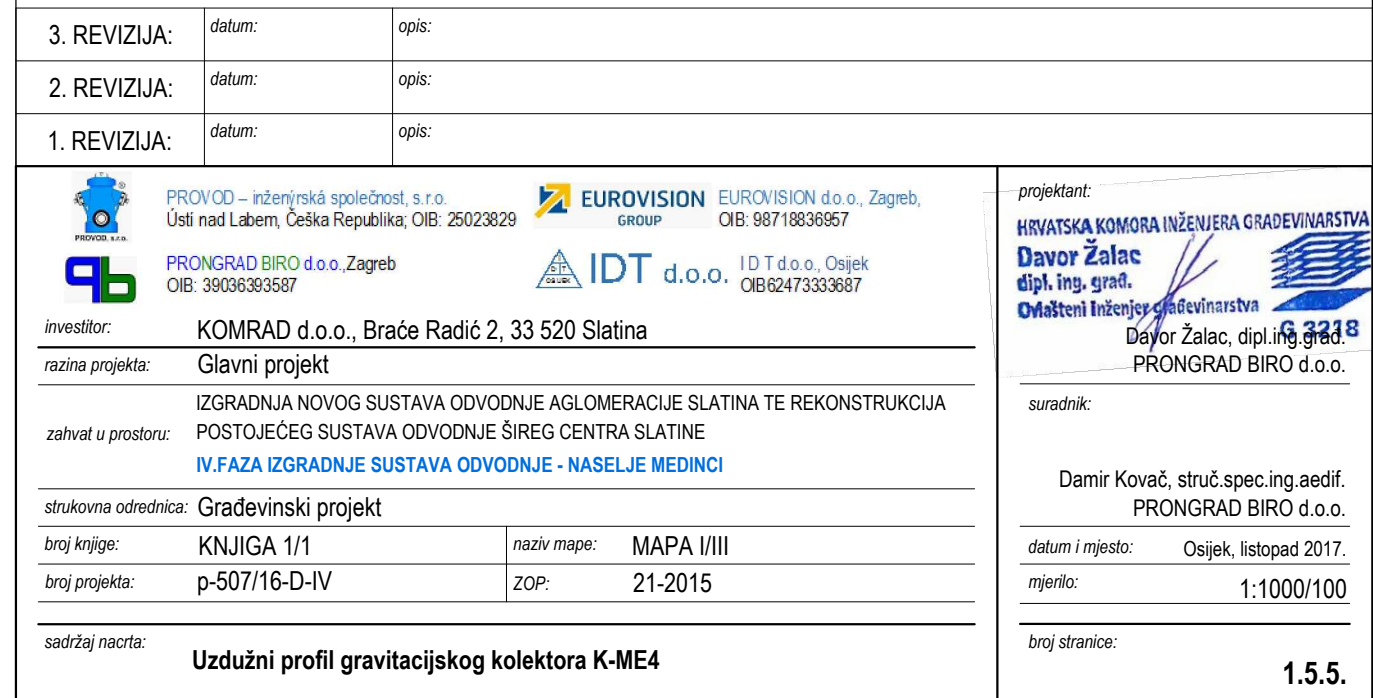 3. REVIZIJA: datum: opis:
2. REVIZIJA: datum: opis:
1. REVIZIJA: datum: opis:
PROVOD, s.r.o.
PROVOD – inženýrská společnost, s.r.o.
Ústi nad Labem, Češka Republika; OIB: 25023829
EUROVISION
GROUP
EUROVISION d.o.o., Zagreb,
OIB: 98718836957
PRONGRAD BIRO d.o.o.,Zagreb
OIB: 39036393587
IDT d.o.o.
I D T d.o.o., Osijek
OIB62473333687
investitor: KOMRAD d.o.o., Braće Radić 2, 33 520 Slatina
razina projekta: Glavni projekt
zahvat u prostoru:
IZGRADNJA NOVOG SUSTAVA ODVODNJE AGLOMERACIJE SLATINA TE REKONSTRUKCIJA
POSTOJEĆEG SUSTAVA ODVODNJE ŠIREG CENTRA SLATINE
IV.FAZA IZGRADNJE SUSTAVA ODVODNJE - NASELJE MEDINCI
strukovna odrednica: Građevinski projekt
broj knjige: KNJIGA 1/1 naziv mape: MAPA I/III
broj projekta: p-507/16-D-IV ZOP: 21-2015
sadržaj nacrta:
Uzdužni profil gravitacijskog kolektora K-ME4
projektant:
HRVATSKA KOMORA INŽENJERA GRAĐEVINARSTVA
Davor Žalac
dipl. ing. grad.
Ovlašteni inženjer građevinarstva
G 3218
Davor Žalac, dipl.ing.građ.
PRONGRAD BIRO d.o.o.
suradnik:
Damir Kovač, struč.spec.ing.aedif.
PRONGRAD BIRO d.o.o.
datum i mjesto: Osijek, listopad 2017.
mjerilo: 1:1000/100
broj stranice:
1.5.5.